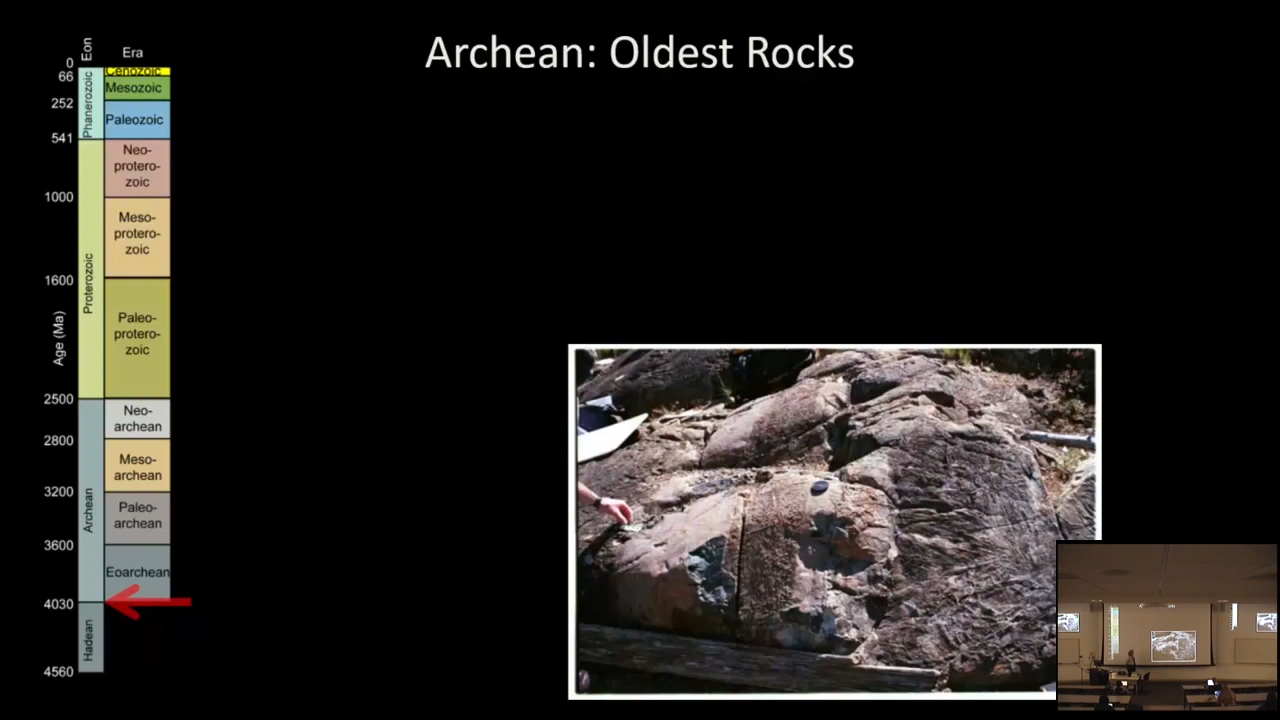 Archean: Oldest Rocks
Eon
Era
0
66
252
541
1000
1600
2500
2800
3200
3600
4030
4560
Age (Ma)
Phanerozoic
Proterozoic
Archean
Hadean
Cenozoic
Mesozoic
Paleozoic
Neo-
protero-
zoic
Meso-
protero-
zoic
Paleo-
protero-
zoic
Neo-
archean
Meso-
archean
Paleo-
archean
Eoarchean